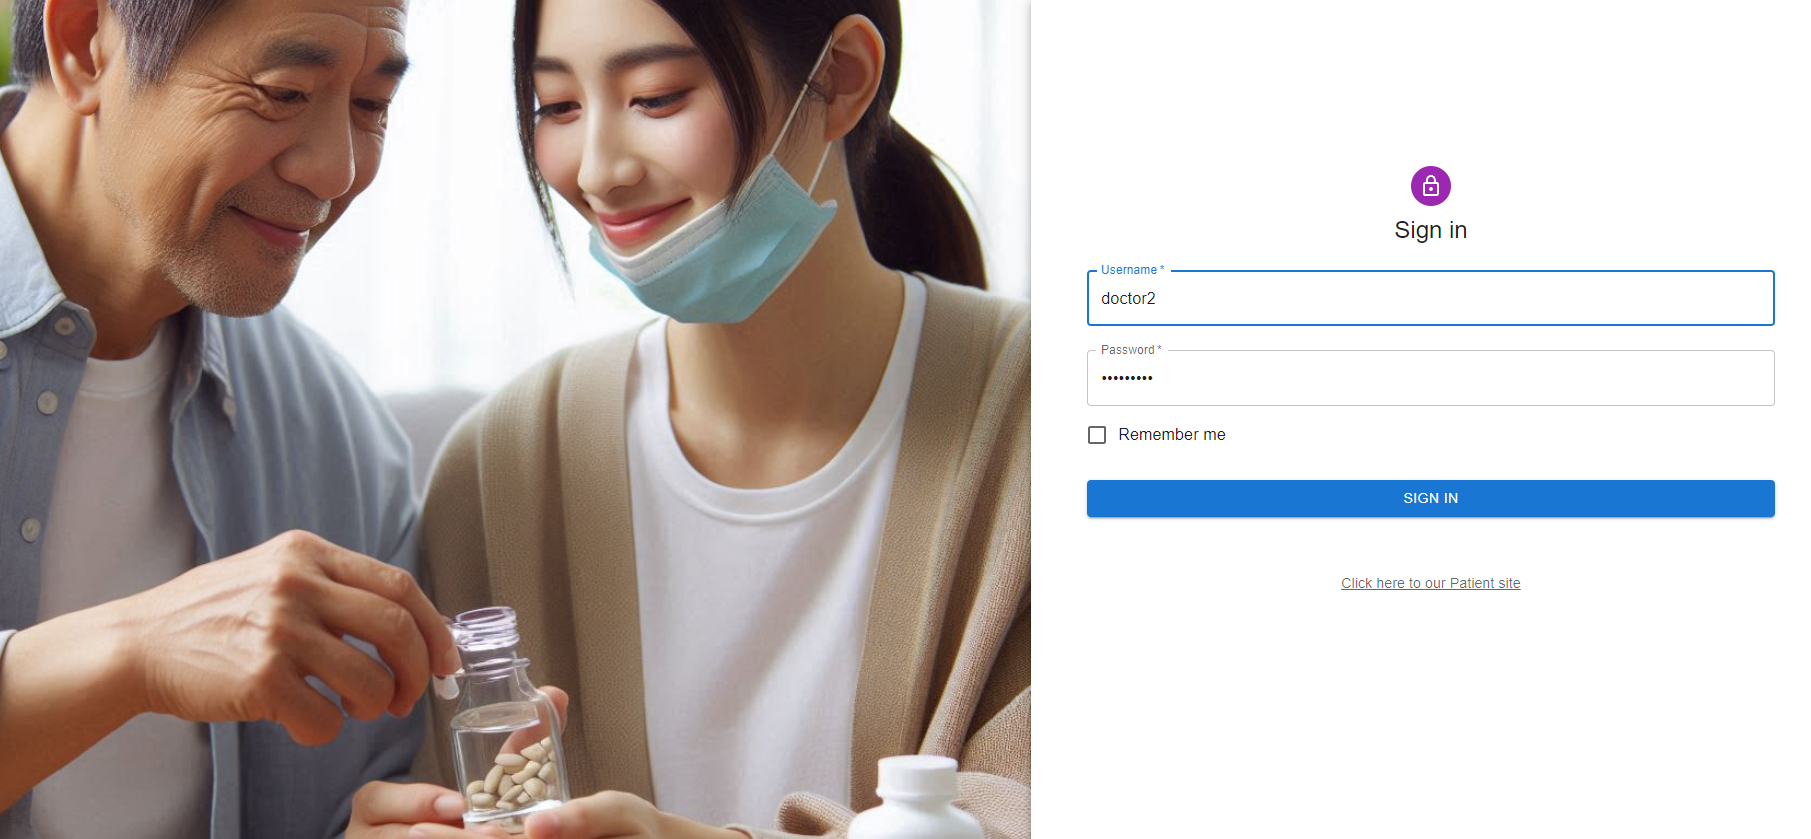 Sign in
Username *
doctor2
Password *
•••••••••
Remember me
SIGN IN
Click here to our Patient site